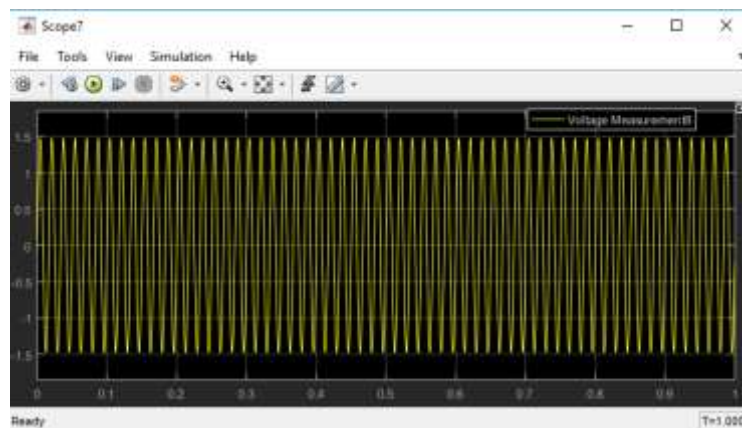 Scope7
File Tools View Simulation Help
Voltage Measurement8
1.5
1
0.5
0
-0.5
-1
-1.5
0 0.1 0.2 0.3 0.4 0.5 0.6 0.7 0.8 0.9 1
Ready
T=1.000